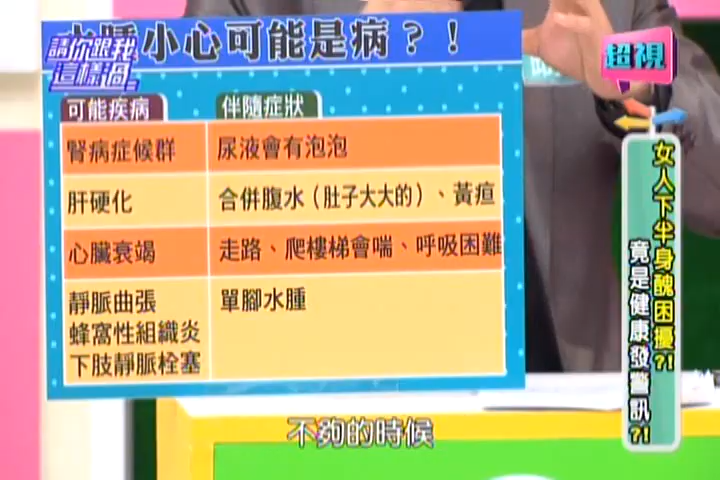 水腫小心可能是病？！
請你跟我
這樣過
超視
可能疾病
伴隨症狀
腎病症候群
尿液會有泡泡
肝硬化
合併腹水（肚子大大的）、黃疸
心臟衰竭
走路、爬樓梯會喘、呼吸困難
靜脈曲張
蜂窩性組織炎
下肢靜脈栓塞
單腳水腫
女人下半身醜困擾?!
竟是健康發警訊?!
不夠的時候